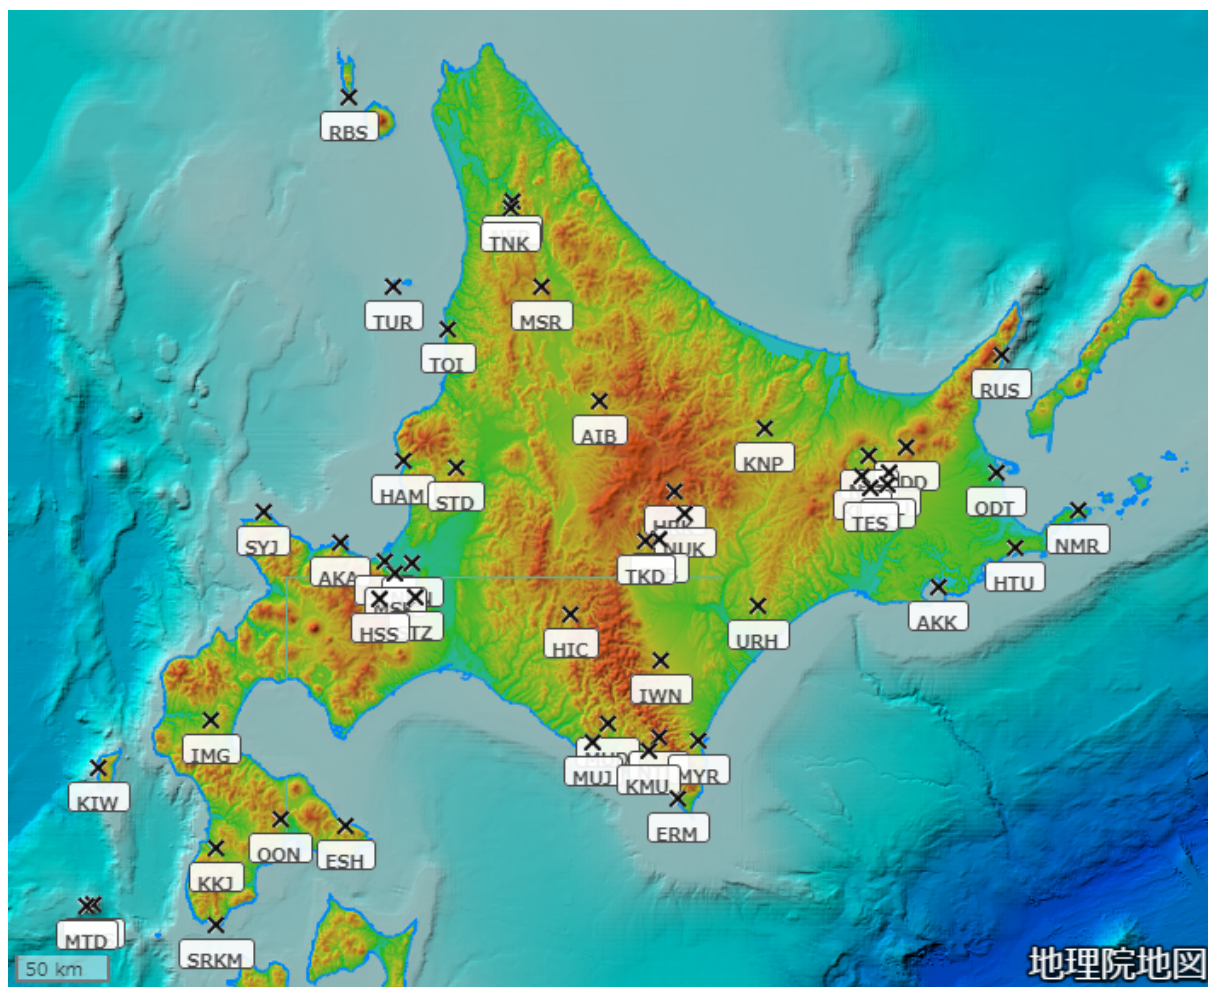 RBS
TNK
TUR
MSR
TOI
RUS
AIB
KNP
HAM
STD
ODT
TES
SYJ
NUK
NMR
AKA
TKD
HTU
HSS
AKK
HIC
URH
IWN
IMG
MUJ
KMU
MYR
KIW
ERM
OON
ESH
KKJ
MTD
SRKM
50 km
地理院地図